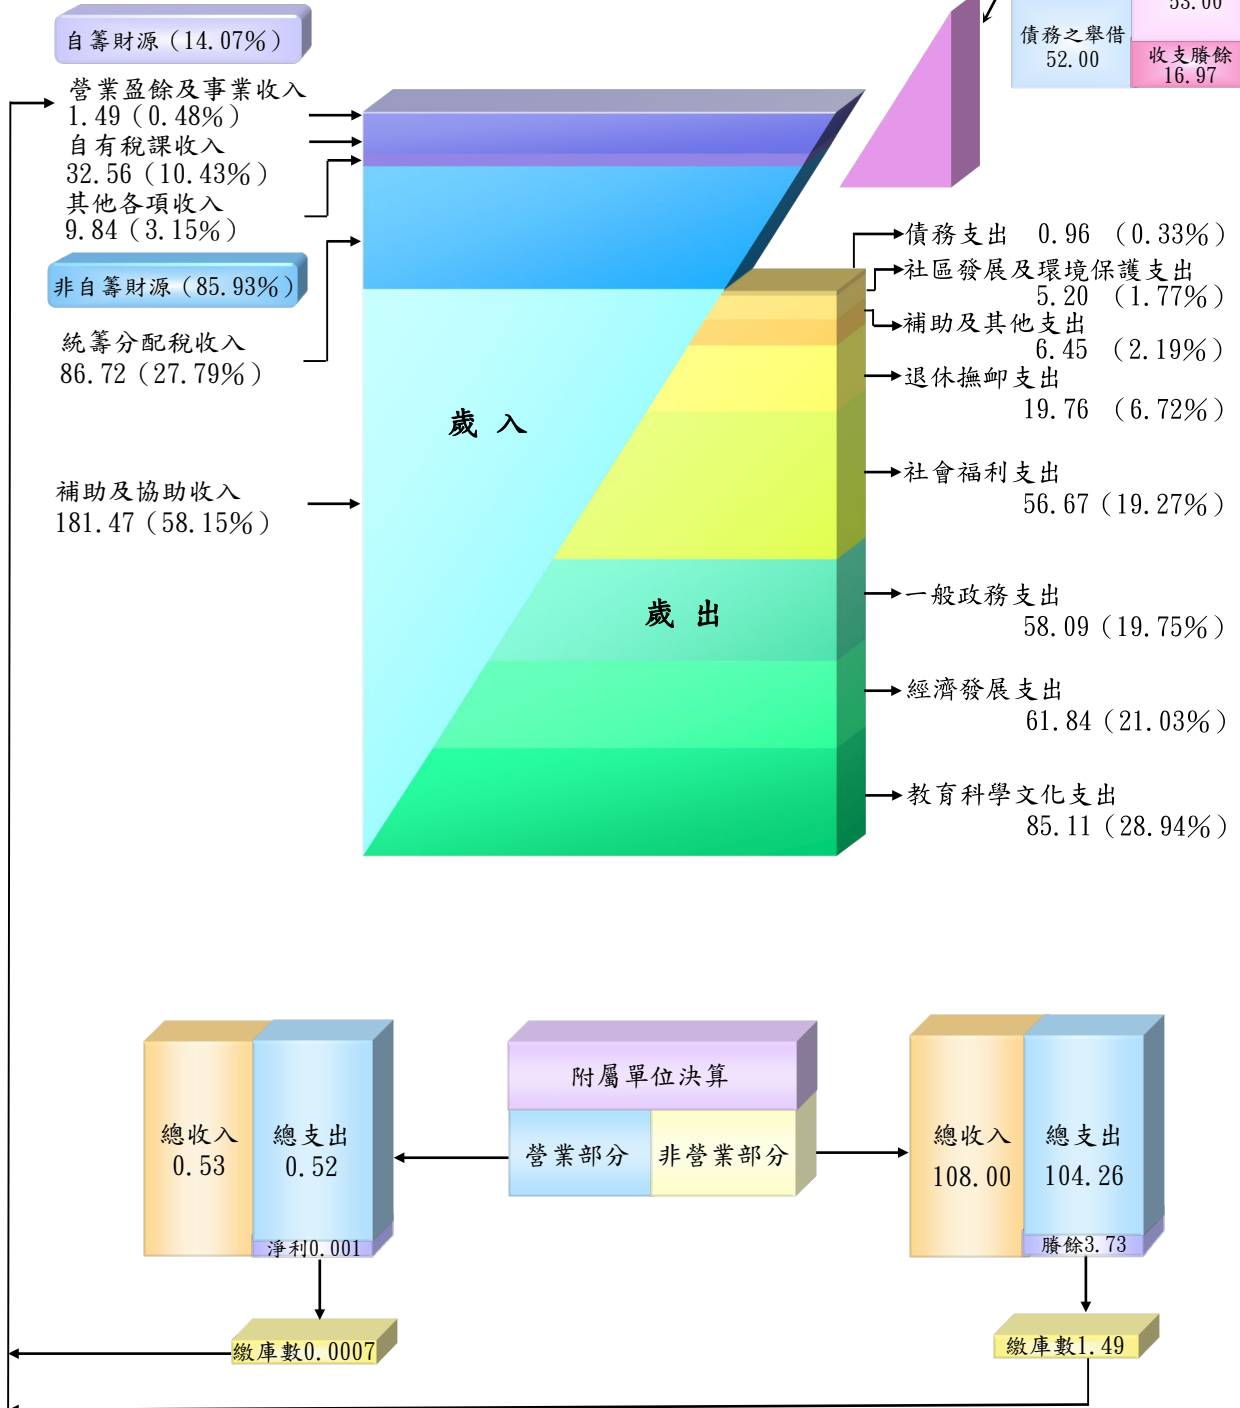 自籌財源（14.07%）
營業盈餘及事業收入
1.49（0.48%）
自有稅課收入
32.56（10.43%）
其他各項收入
9.84（3.15%）
非自籌財源（85.93%）
統籌分配稅收入
86.72（27.79%）
補助及協助收入
181.47（58.15%）
歲入
歲出
53.00
債務之舉借
52.00
收支賸餘
16.97
債務支出 0.96 （0.33%）
社區發展及環境保護支出
5.20 （1.77%）
補助及其他支出
6.45 （2.19%）
退休撫卹支出
19.76 （6.72%）
社會福利支出
56.67（19.27%）
一般政務支出
58.09（19.75%）
經濟發展支出
61.84（21.03%）
教育科學文化支出
85.11（28.94%）
附屬單位決算
營業部分
非營業部分
總收入
0.53
總支出
0.52
淨利0.001
繳庫數0.0007
總收入
108.00
總支出
104.26
賸餘3.73
繳庫數1.49